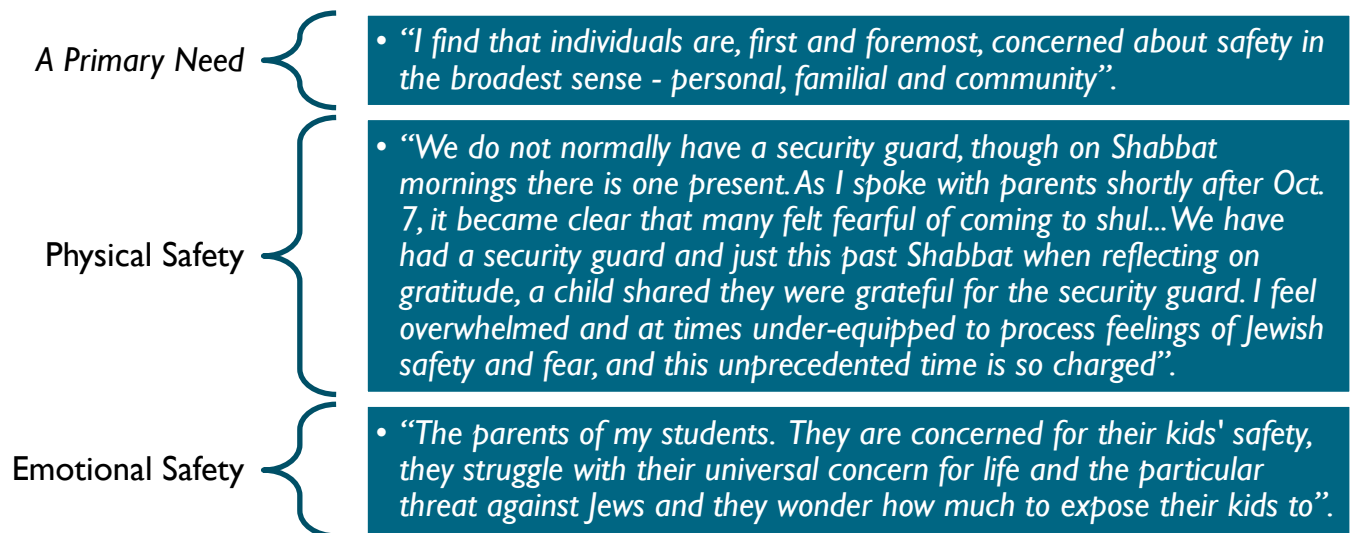 A Primary Need
• “I find that individuals are, first and foremost, concerned about safety in
the broadest sense - personal, familial and community”.
Physical Safety
• “We do not normally have a security guard, though on Shabbat
mornings there is one present. As I spoke with parents shortly after Oct.
7, it became clear that many felt fearful of coming to shul... We have
had a security guard and just this past Shabbat when reflecting on
gratitude, a child shared they were grateful for the security guard. I feel
overwhelmed and at times under-equipped to process feelings of Jewish
safety and fear, and this unprecedented time is so charged”.
Emotional Safety
• “The parents of my students. They are concerned for their kids' safety,
they struggle with their universal concern for life and the particular
threat against Jews and they wonder how much to expose their kids to”.